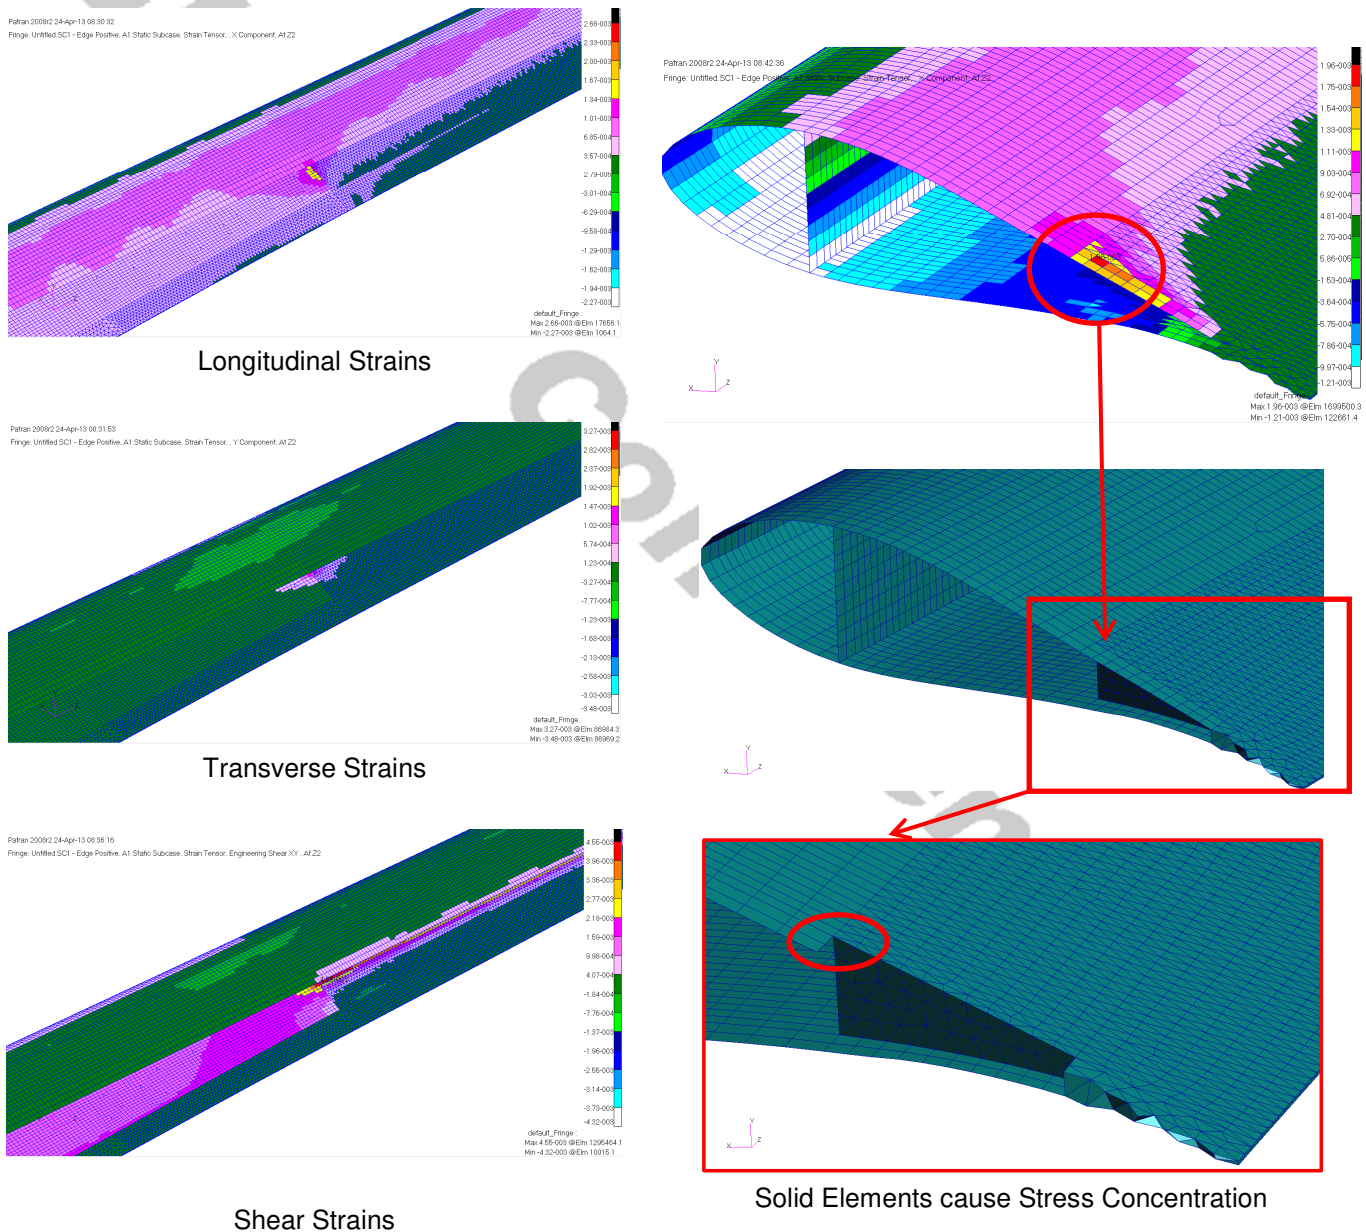 Patran 2008r2 24-Apr-13 08:30:32
Fringe: Untitled.SC1 - Edge Positive, A1:Static Subcase, Strain Tensor, , X Component, At Z2
2.66-003
2.33-003
2.00-003
1.67-003
1.34-003
1.01-003
6.85-004
3.57-004
2.79-005
-3.01-004
-6.29-004
-9.58-004
-1.29-003
-1.62-003
-1.94-003
-2.27-003
default_Fringe :
Max 2.66-003 @Elm 17656.1
Min -2.27-003 @Elm 1064.1
Longitudinal Strains
Patran 2008r2 24-Apr-13 08:42:36
Fringe: Untitled.SC1 - Edge Positive, A1:Static Subcase, Strain Tensor, , X Component, At Z2
1.96-003
1.75-003
1.54-003
1.33-003
1.11-003
9.03-004
6.92-004
4.81-004
2.70-004
5.86-005
-1.53-004
-3.64-004
-5.75-004
-7.86-004
-9.97-004
-1.21-003
X Y Z
default_Fringe :
Max 1.96-003 @Elm 1699500.3
Min -1.21-003 @Elm 122661.4
Patran 2008r2 24-Apr-13 08:31:53
Fringe: Untitled.SC1 - Edge Positive, A1:Static Subcase, Strain Tensor, , Y Component, At Z2
3.27-003
2.82-003
2.37-003
1.92-003
1.47-003
1.02-003
5.74-004
1.23-004
-3.27-004
-7.77-004
-1.23-003
-1.68-003
-2.13-003
-2.58-003
-3.03-003
-3.48-003
default_Fringe :
Max 3.27-003 @Elm 86984.3
Min -3.48-003 @Elm 86969.2
Transverse Strains
X Y Z
Patran 2008r2 24-Apr-13 08:36:16
Fringe: Untitled.SC1 - Edge Positive, A1:Static Subcase, Strain Tensor, Engineering Shear XY , At Z2
4.55-003
3.96-003
3.36-003
2.77-003
2.18-003
1.59-003
9.98-004
4.07-004
-1.84-004
-7.76-004
-1.37-003
-1.96-003
-2.55-003
-3.14-003
-3.73-003
-4.32-003
default_Fringe :
Max 4.55-003 @Elm 1295464.1
Min -4.32-003 @Elm 10015.1
Shear Strains
X Y Z
Solid Elements cause Stress Concentration